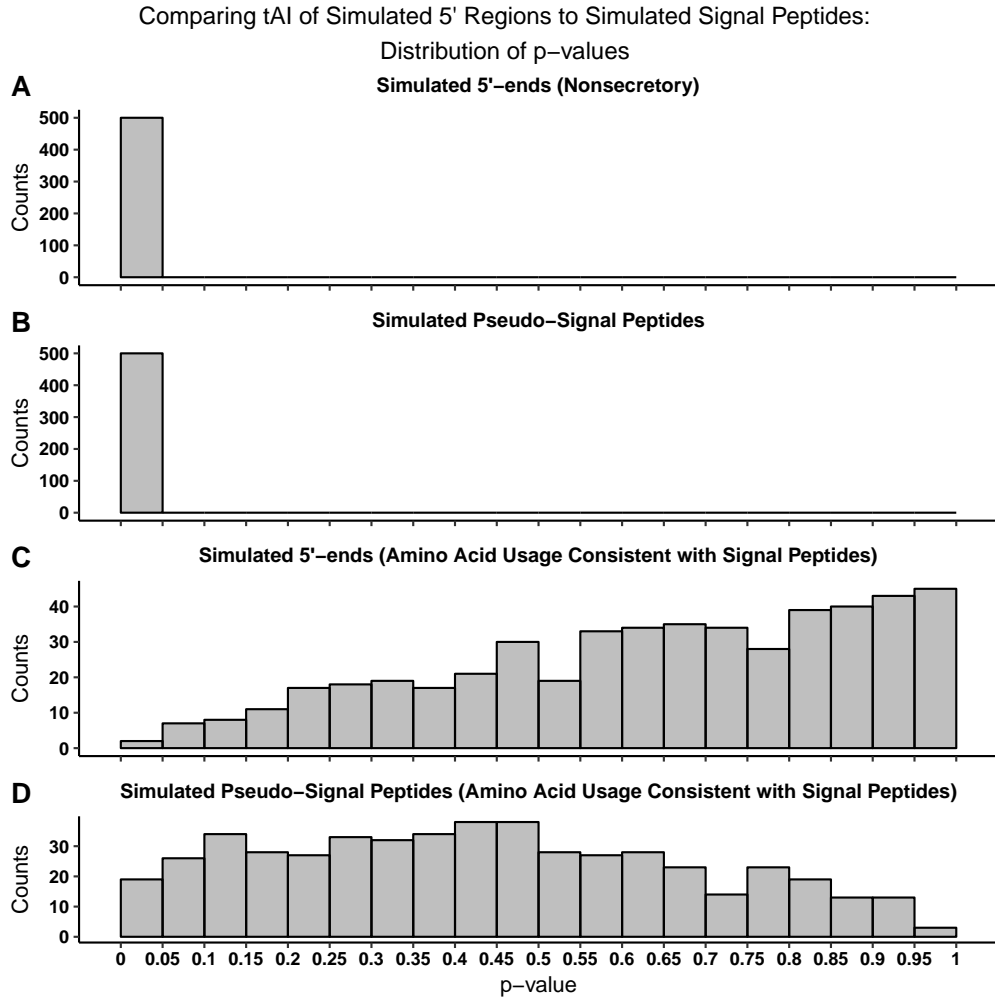 Comparing tAI of Simulated 5' Regions to Simulated Signal Peptides:
Distribution of p−values
A
Simulated 5'−ends (Nonsecretory)
Counts
500
400
300
200
100
0
B
Simulated Pseudo−Signal Peptides
Counts
500
400
300
200
100
0
C
Simulated 5'−ends (Amino Acid Usage Consistent with Signal Peptides)
Counts
40
30
20
10
0
D
Simulated Pseudo−Signal Peptides (Amino Acid Usage Consistent with Signal Peptides)
Counts
30
20
10
0
0 0.05 0.1 0.15 0.2 0.25 0.3 0.35 0.4 0.45 0.5 0.55 0.6 0.65 0.7 0.75 0.8 0.85 0.9 0.95 1
p−value